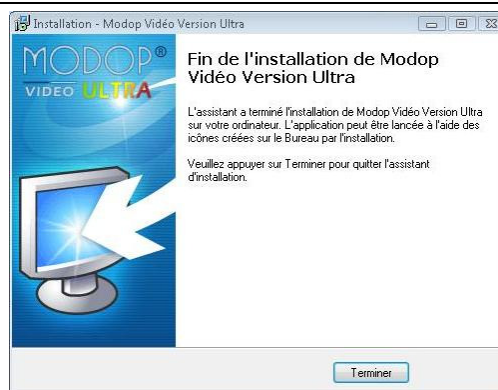 Installation - Modop Vidéo Version Ultra
MODOP®
VIDEO ULTRA
Fin de l'installation de Modop
Vidéo Version Ultra
L'assistant a terminé l'installation de Modop Vidéo Version Ultra
sur votre ordinateur. L'application peut être lancée à l'aide des
icônes créées sur le Bureau par l'installation.
Veuillez appuyer sur Terminer pour quitter l'assistant
d'installation.
Terminer